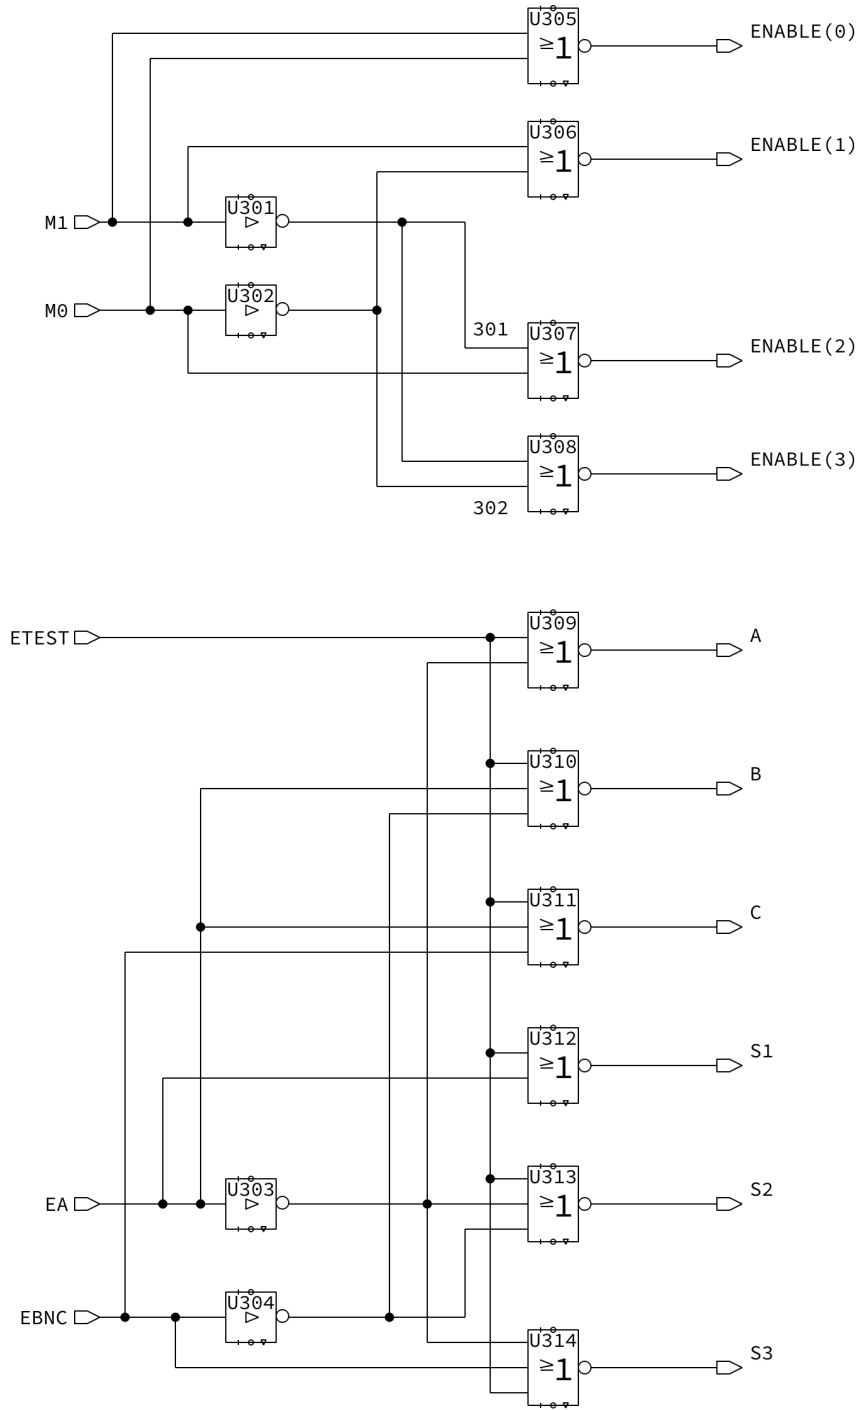 U305
≥1
ENABLE(0)
U306
≥1
ENABLE(1)
M1
U301
M0
U302
301
U307
≥1
ENABLE(2)
U308
≥1
ENABLE(3)
302
ETEST
U309
≥1
A
U310
≥1
B
U311
≥1
C
U312
≥1
S1
EA
U303
U313
≥1
S2
EBNC
U304
U314
≥1
S3